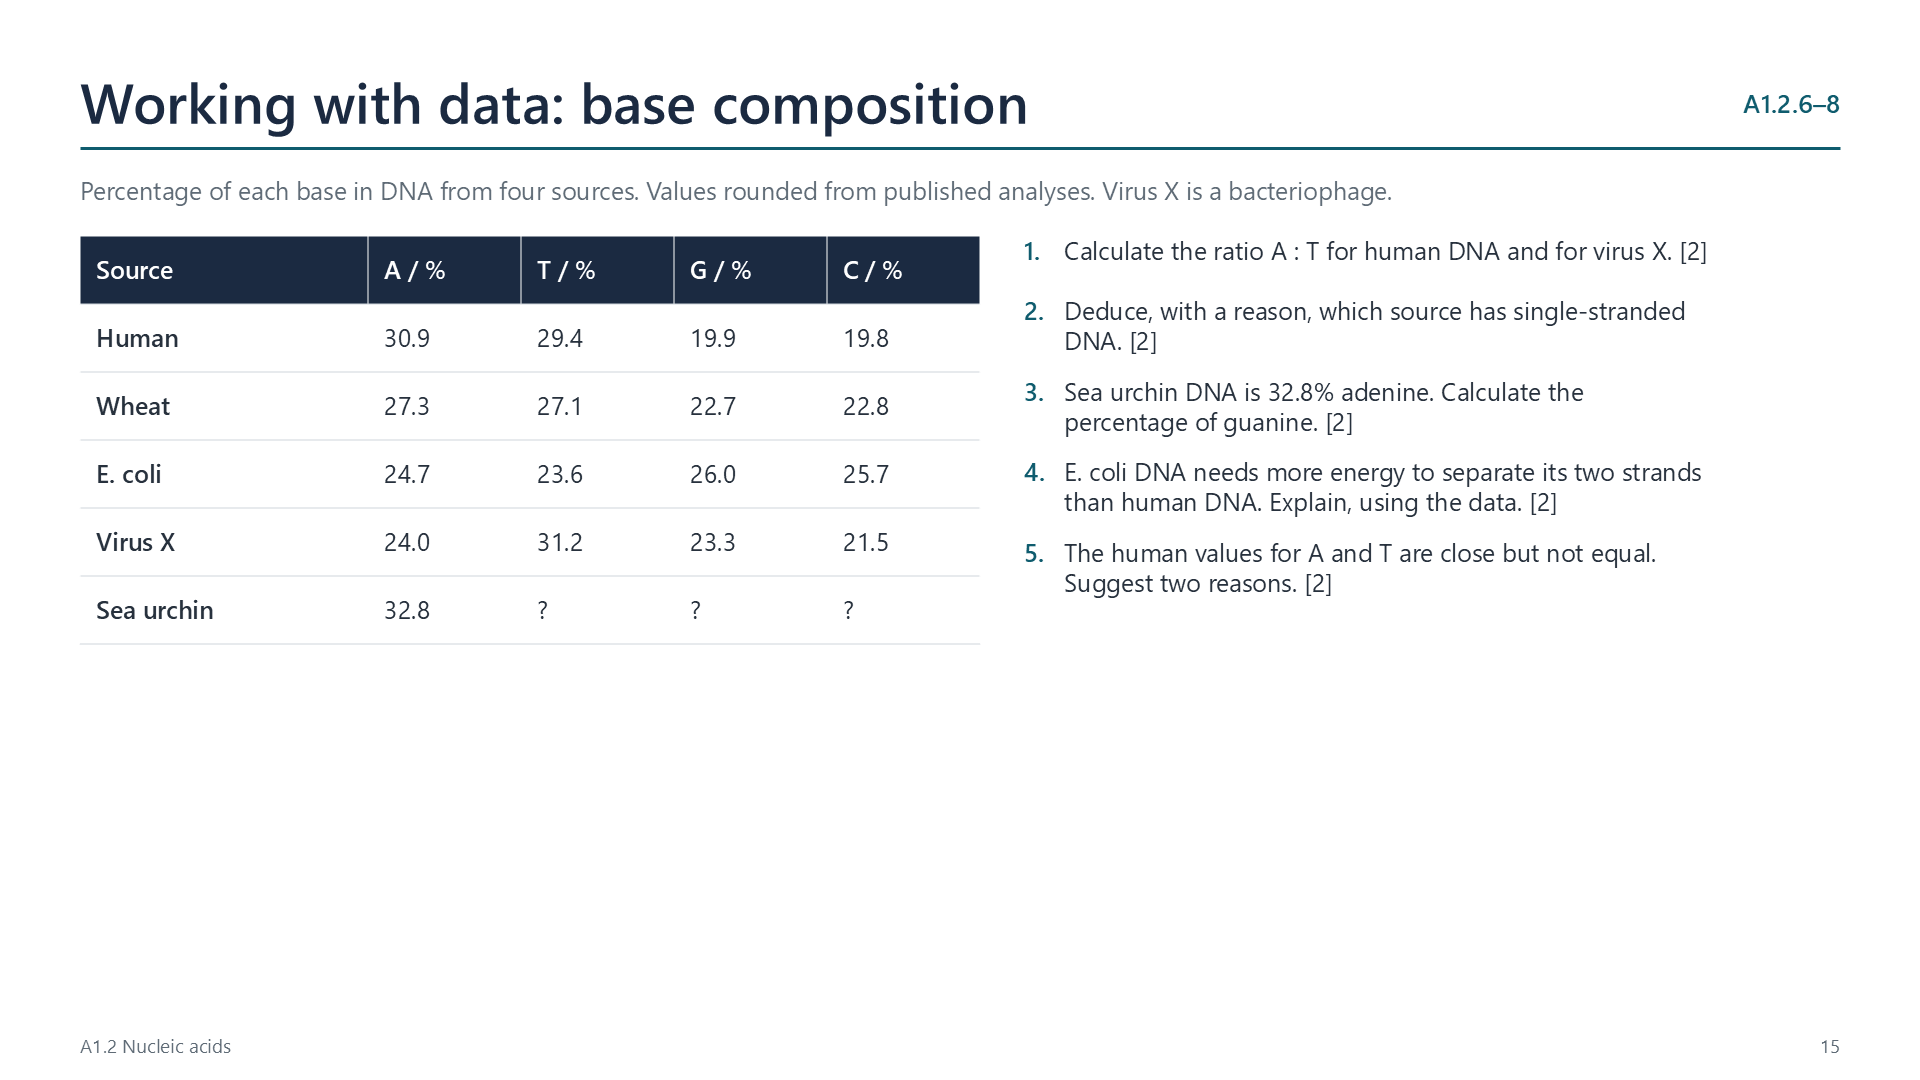 Working with data: base composition
A1.2.6–8
Percentage of each base in DNA from four sources. Values rounded from published analyses. Virus X is a bacteriophage.
Source A / % T / % G / % C / %
Human 30.9 29.4 19.9 19.8
Wheat 27.3 27.1 22.7 22.8
E. coli 24.7 23.6 26.0 25.7
Virus X 24.0 31.2 23.3 21.5
Sea urchin 32.8 ? ? ?
1. Calculate the ratio A : T for human DNA and for virus X. [2]
2. Deduce, with a reason, which source has single-stranded
DNA. [2]
3. Sea urchin DNA is 32.8% adenine. Calculate the
percentage of guanine. [2]
4. E. coli DNA needs more energy to separate its two strands
than human DNA. Explain, using the data. [2]
5. The human values for A and T are close but not equal.
Suggest two reasons. [2]
A1.2 Nucleic acids
15